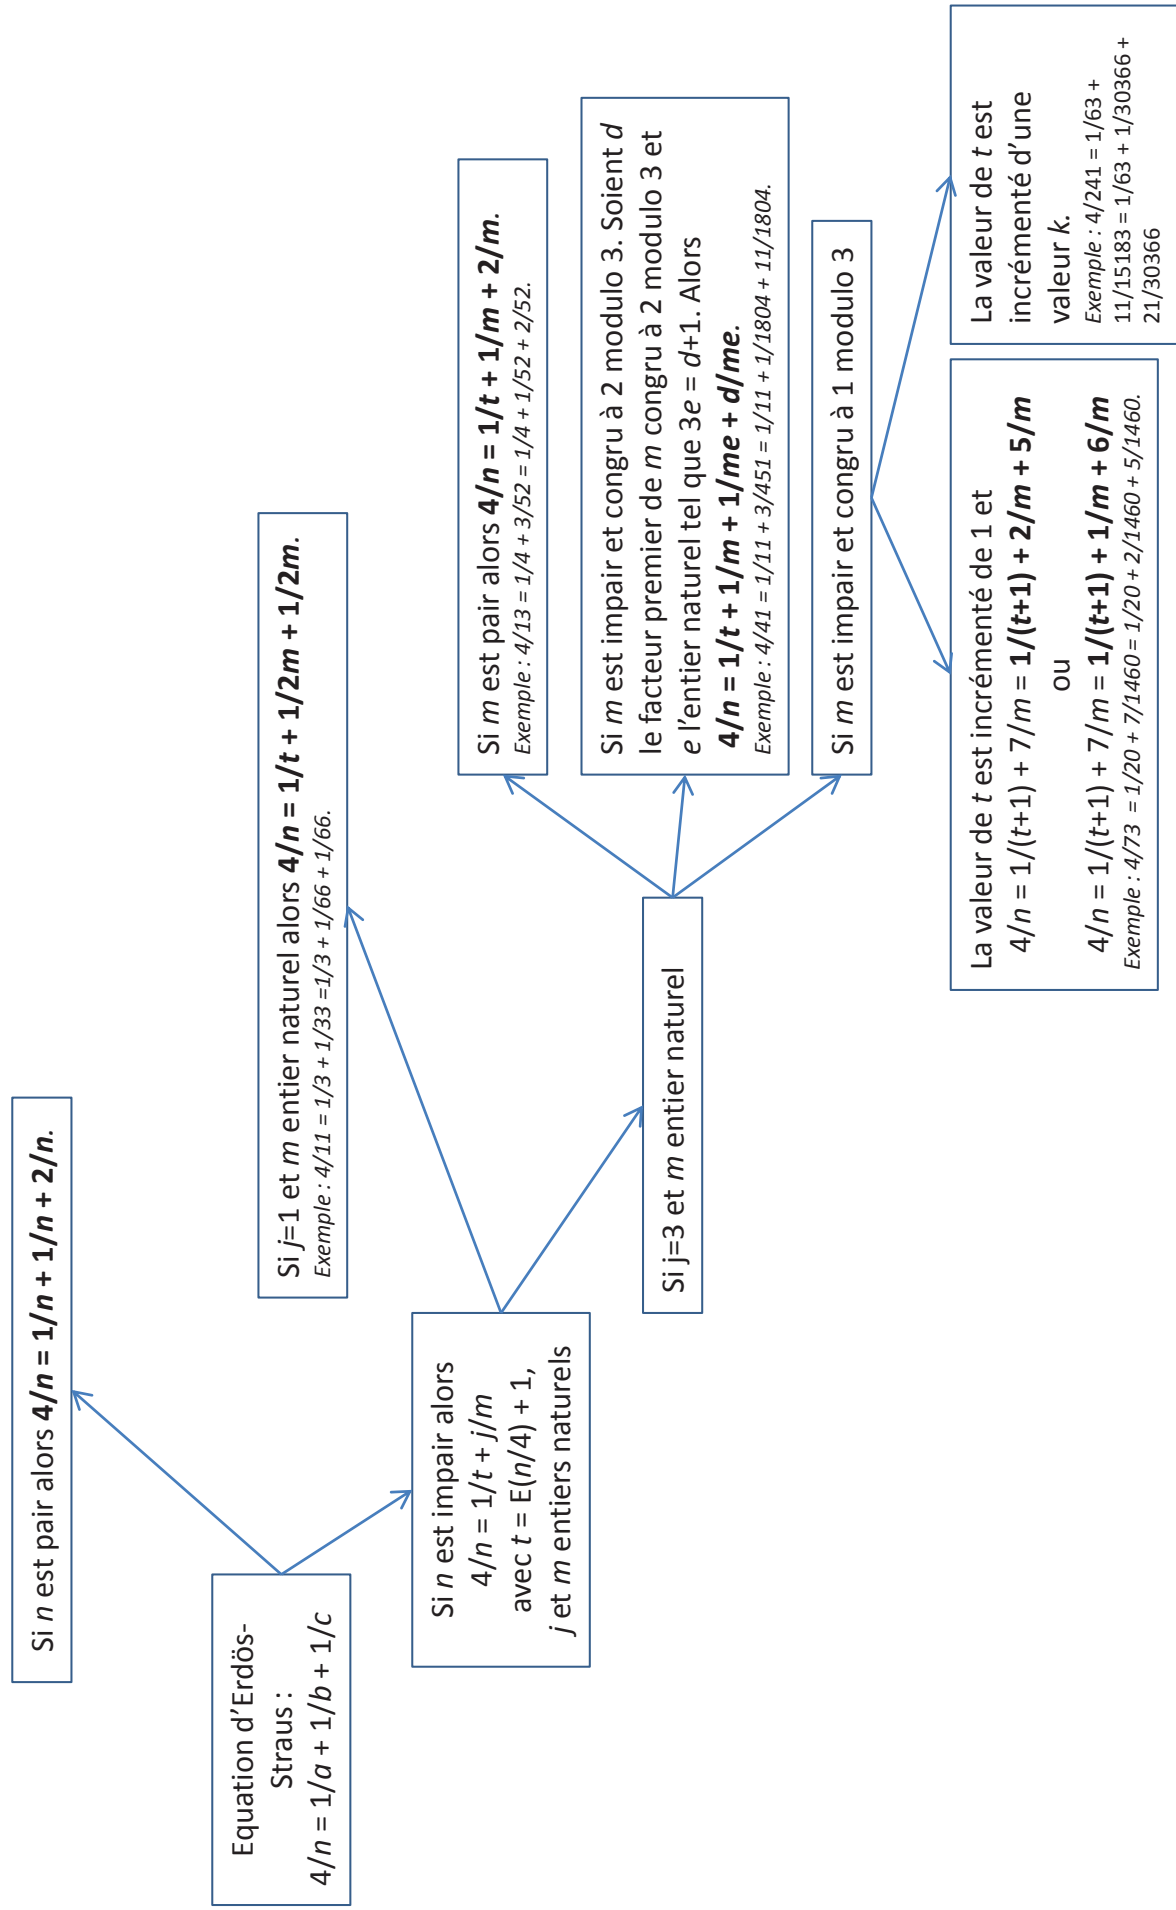 Si n est pair alors 4/n = 1/n + 1/n + 2/n.
Equation d'Erdös-
Straus :
4/n = 1/a + 1/b + 1/c
Si n est impair alors
4/n = 1/t + j/m
avec t = E(n/4) + 1,
j et m entiers naturels
Si j=1 et m entier naturel alors 4/n = 1/t + 1/2m + 1/2m.
Exemple : 4/11 = 1/3 + 1/33 =1/3 + 1/66 + 1/66.
Si j=3 et m entier naturel
Si m est pair alors 4/n = 1/t + 1/m + 2/m.
Exemple : 4/13 = 1/4 + 3/52 = 1/4 + 1/52 + 2/52.
Si m est impair et congru à 2 modulo 3. Soient d
le facteur premier de m congru à 2 modulo 3 et
e l'entier naturel tel que 3e = d+1. Alors
4/n = 1/t + 1/m + 1/me + d/me.
Exemple : 4/41 = 1/11 + 3/451 = 1/11 + 1/1804 + 11/1804.
Si m est impair et congru à 1 modulo 3
La valeur de t est incrémenté de 1 et
4/n = 1/(t+1) + 7/m = 1/(t+1) + 2/m + 5/m
ou
4/n = 1/(t+1) + 7/m = 1/(t+1) + 1/m + 6/m
Exemple : 4/73 = 1/20 + 7/1460 = 1/20 + 2/1460 + 5/1460.
La valeur de t est
incrémenté d'une
valeur k.
Exemple : 4/241 = 1/63 +
11/15183 = 1/63 + 1/30366 +
21/30366